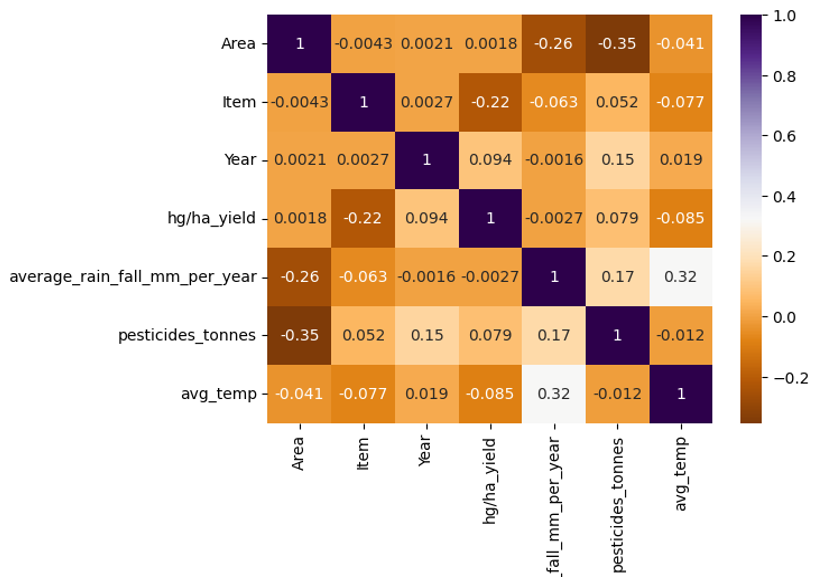 Area 1 -0.0043 0.0021 0.0018 -0.26 -0.35 -0.041
Item -0.0043 1 0.0027 -0.22 -0.063 0.052 -0.077
Year 0.0021 0.0027 1 0.094 -0.0016 0.15 0.019
hg/ha_yield 0.0018 -0.22 0.094 1 -0.0027 0.079 -0.085
average_rain_fall_mm_per_year -0.26 -0.063 -0.0016 -0.0027 1 0.17 0.32
pesticides_tonnes -0.35 0.052 0.15 0.079 0.17 1 -0.012
avg_temp -0.041 -0.077 0.019 -0.085 0.32 -0.012 1
Area
Item
Year
hg/ha_yield
_fall_mm_per_year
pesticides_tonnes
avg_temp
1.0
0.8
0.6
0.4
0.2
0.0
−0.2